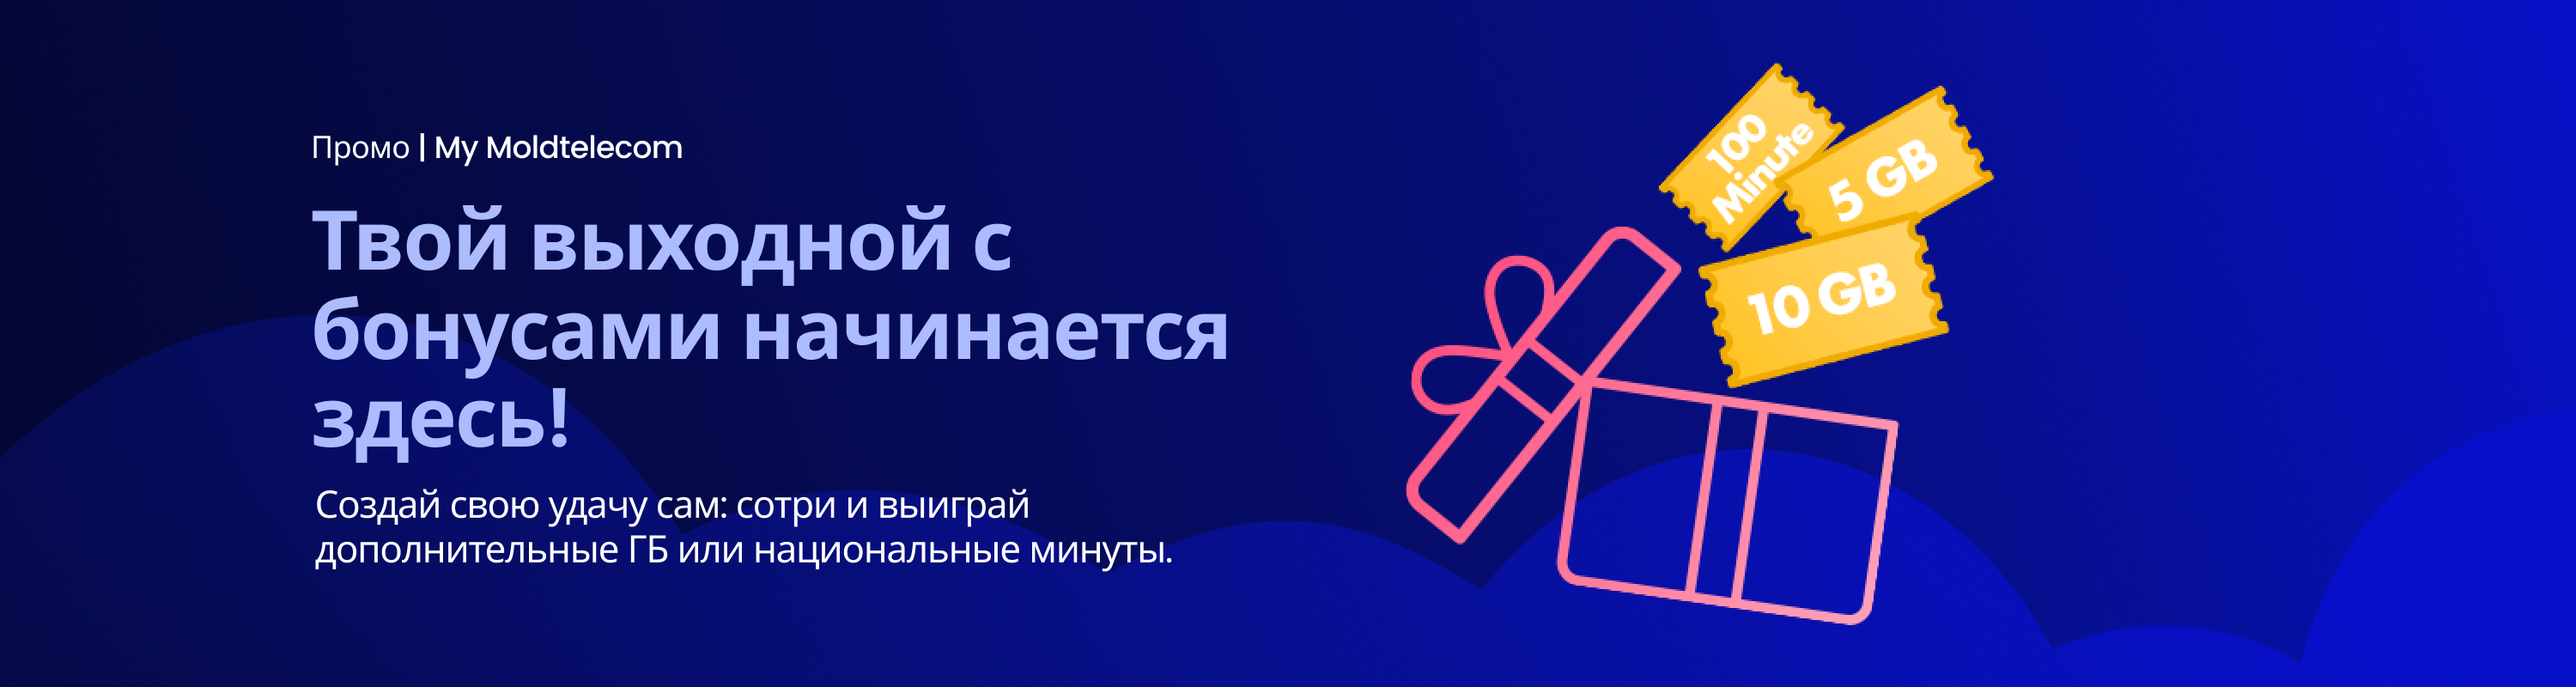 Промо | My Moldtelecom
Твой выходной с
бонусами начинается
здесь!
Создай свою удачу сам: сотри и выиграй
дополнительные ГБ или национальные минуты.
100
Minute
5 GB
10 GB